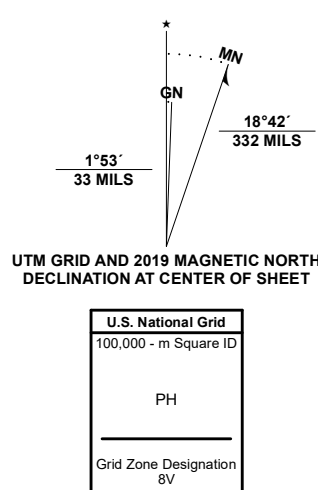 ★
MN
GN
1°53´
33 MILS
18°42´
332 MILS
UTM GRID AND 2019 MAGNETIC NORTH
DECLINATION AT CENTER OF SHEET
U.S. National Grid
100,000 - m Square ID
PH
Grid Zone Designation
8V